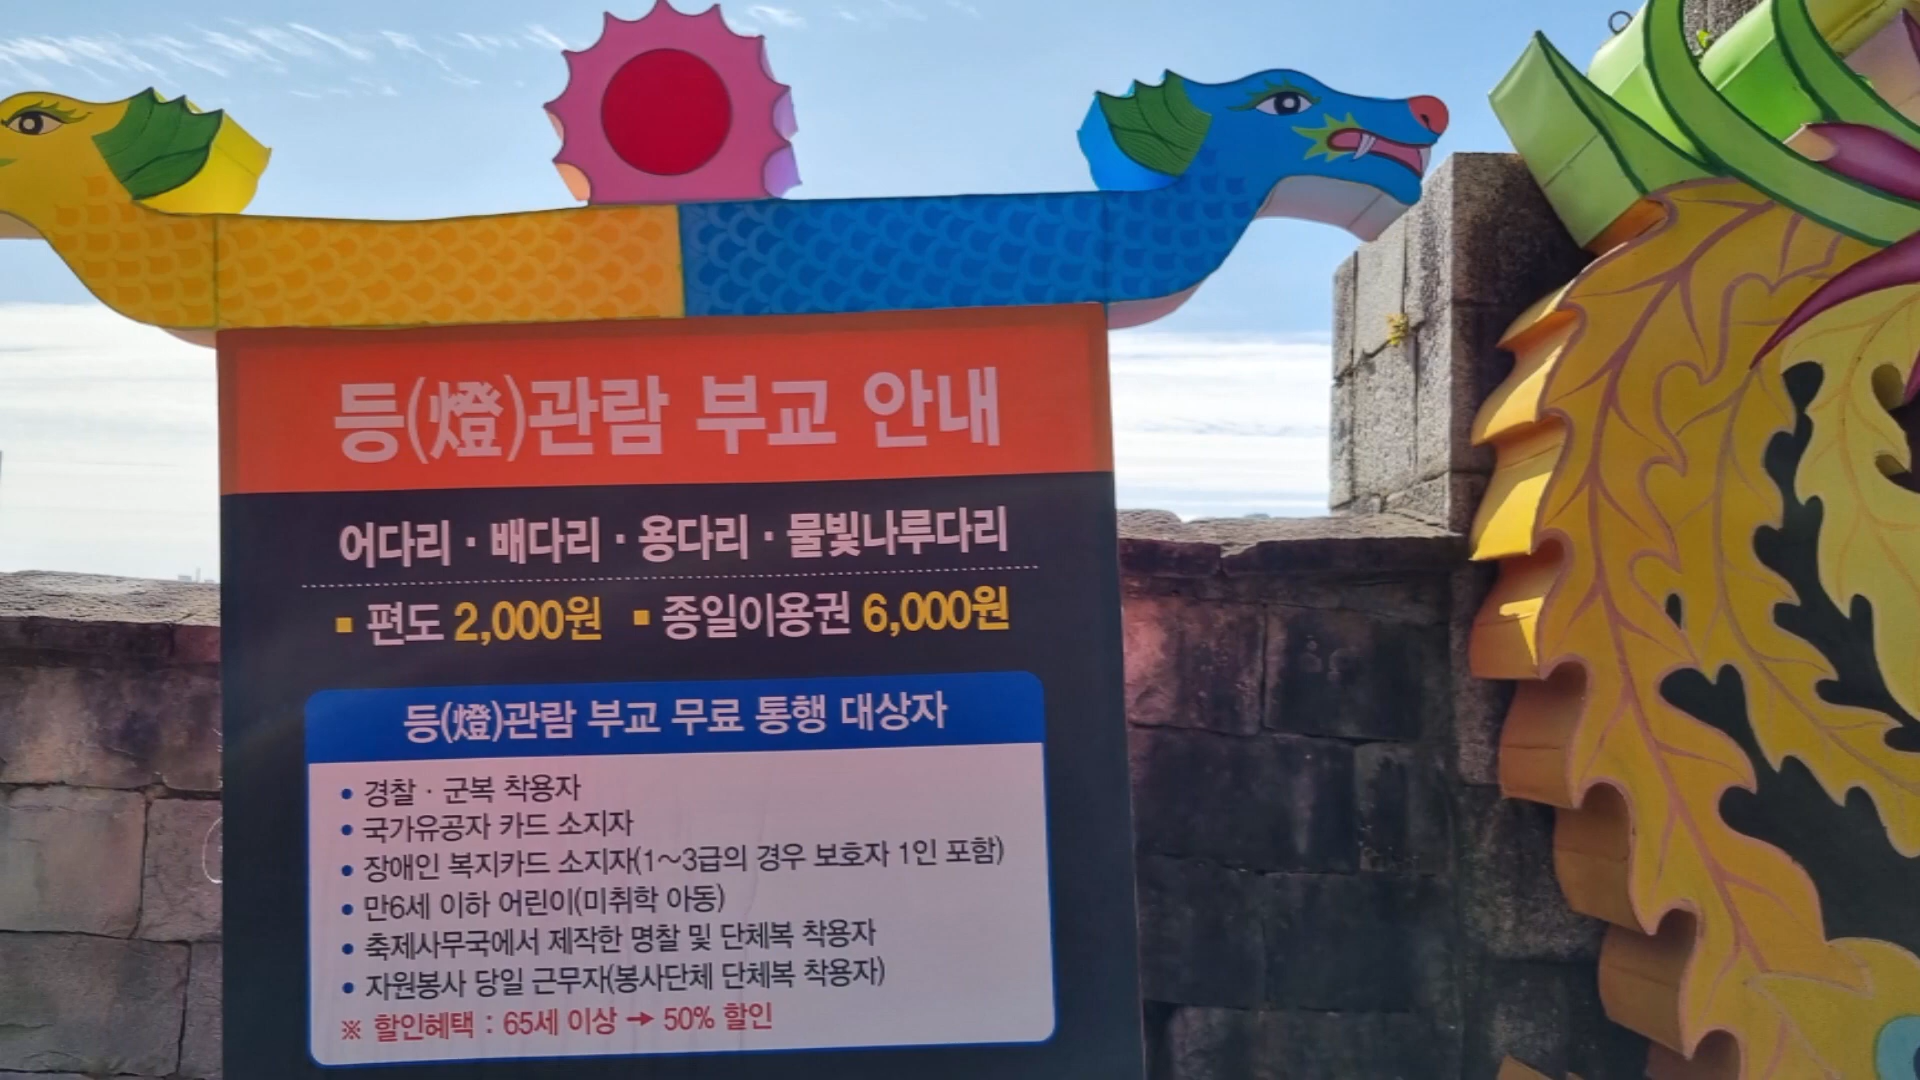 등(燈)관람 부교 안내
어다리 · 배다리 · 용다리 · 물빛나루다리
▪ 편도 2,000원 ▪ 종일이용권 6,000원
등(燈)관람 부교 무료 통행 대상자
• 경찰 · 군복 착용자
• 국가유공자 카드 소지자
• 장애인 복지카드 소지자(1~3급의 경우 보호자 1인 포함)
• 만6세 이하 어린이(미취학 아동)
• 축제사무국에서 제작한 명찰 및 단체복 착용자
• 자원봉사 당일 근무자(봉사단체 단체복 착용자)
※ 할인혜택 : 65세 이상 → 50% 할인